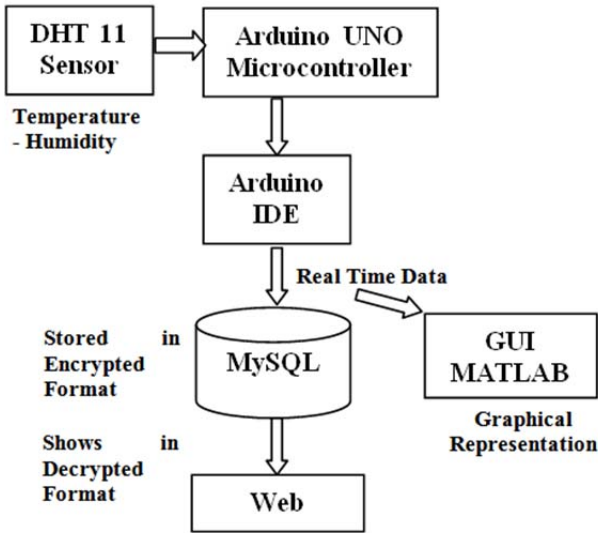 DHT 11
Sensor
Arduino UNO
Microcontroller
Temperature
- Humidity
Arduino
IDE
Real Time Data
Stored in
Encrypted
Format
MySQL
GUI
MATLAB
Graphical
Representation
Shows in
Decrypted
Format
Web